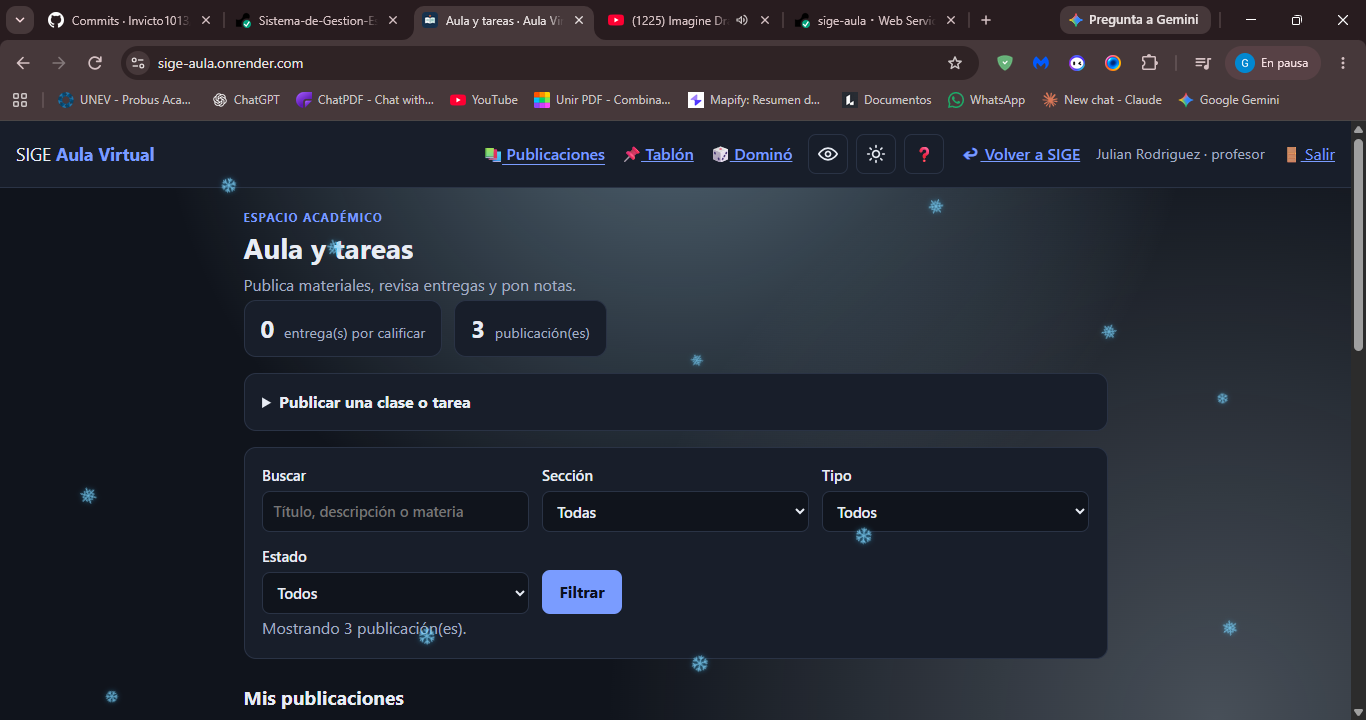 Commits · Invicto1013
Sistema-de-Gestion-Es
Aula y tareas · Aula Vi
(1225) Imagine Dra
sige-aula · Web Servic
Pregunta a Gemini
sige-aula.onrender.com
G En pausa
UNEV - Probus Aca...
ChatGPT
ChatPDF - Chat with...
YouTube
Unir PDF - Combina...
Mapify: Resumen d...
Documentos
WhatsApp
New chat - Claude
Google Gemini
SIGE Aula Virtual
Publicaciones
Tablón
Dominó
?
Volver a SIGE
Julian Rodriguez · profesor
Salir
ESPACIO ACADÉMICO
Aula y tareas
Publica materiales, revisa entregas y pon notas.
0 entrega(s) por calificar
3 publicación(es)
Publicar una clase o tarea
Buscar
Sección
Tipo
Título, descripción o materia
Todas
Todos
Estado
Todos
Filtrar
Mostrando 3 publicación(es).
Mis publicaciones